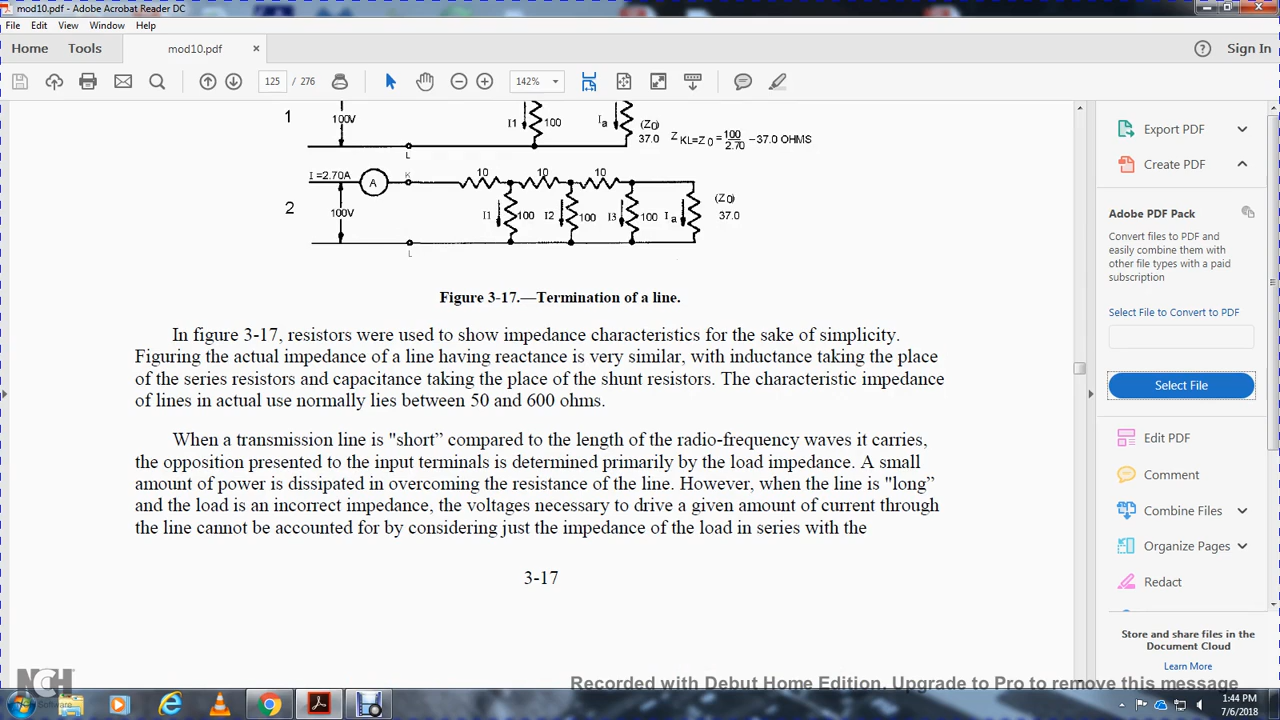 mod10.pdf - Adobe Acrobat Reader DC
File Edit View Window Help
Home Tools mod10.pdf × Sign In
125 / 276 142%
1 100V I1 100 Ia (Z0) 37.0 Z KL=Z0 = 100/2.70 -37.0 OHMS
L
I =2.70A A K 10 10 10
2 100V I1 100 I2 100 I3 100 Ia (Z0) 37.0
L
Figure 3-17.—Termination of a line.
In figure 3-17, resistors were used to show impedance characteristics for the sake of simplicity.
Figuring the actual impedance of a line having reactance is very similar, with inductance taking the place
of the series resistors and capacitance taking the place of the shunt resistors. The characteristic impedance
of lines in actual use normally lies between 50 and 600 ohms.
When a transmission line is "short” compared to the length of the radio-frequency waves it carries,
the opposition presented to the input terminals is determined primarily by the load impedance. A small
amount of power is dissipated in overcoming the resistance of the line. However, when the line is "long”
and the load is an incorrect impedance, the voltages necessary to drive a given amount of current through
the line cannot be accounted for by considering just the impedance of the load in series with the
3-17
Export PDF
Create PDF
Adobe PDF Pack
Convert files to PDF and
easily combine them with
other file types with a paid
subscription
Select File to Convert to PDF
Select File
Edit PDF
Comment
Combine Files
Organize Pages
Redact
Store and share files in the
Document Cloud
Learn More
NCH
Software
Recorded with Debut Home Edition. Upgrade to Pro to remove this message
1:44 PM
7/6/2018